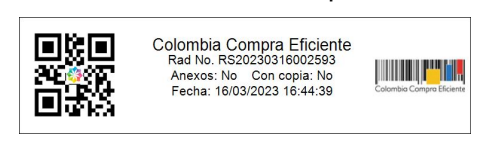 Colombia Compra Eficiente
Rad No. RS20230316002593
Anexos: No Con copia: No
Fecha: 16/03/2023 16:44:39
Colombia Compra Eficiente